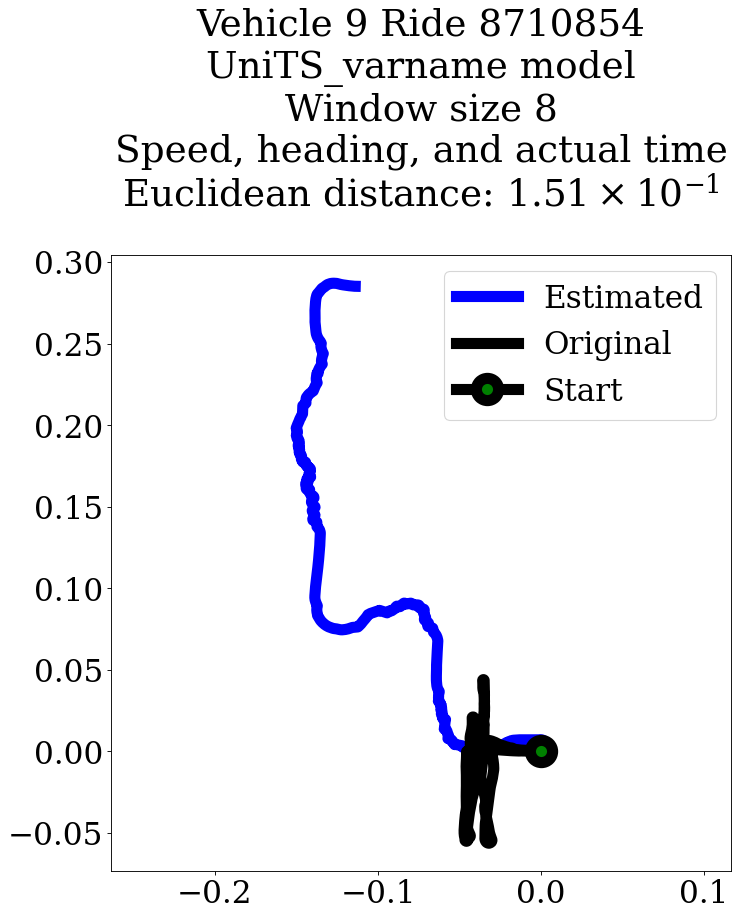 Vehicle 9 Ride 8710854
UniTS_varname model
Window size 8
Speed, heading, and actual time
Euclidean distance: 1.51 × 10⁻¹
0.30
0.25
0.20
0.15
0.10
0.05
0.00
−0.05
Estimated
Original
Start
−0.2
−0.1
0.0
0.1